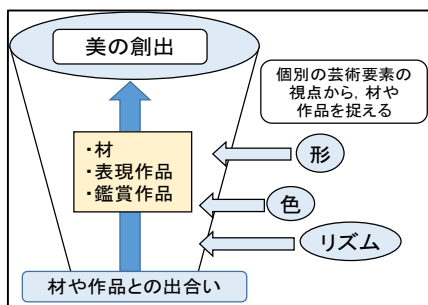 美の創出
個別の芸術要素の
視点から，材や
作品を捉える
・材
・表現作品
・鑑賞作品
形
色
リズム
材や作品との出合い